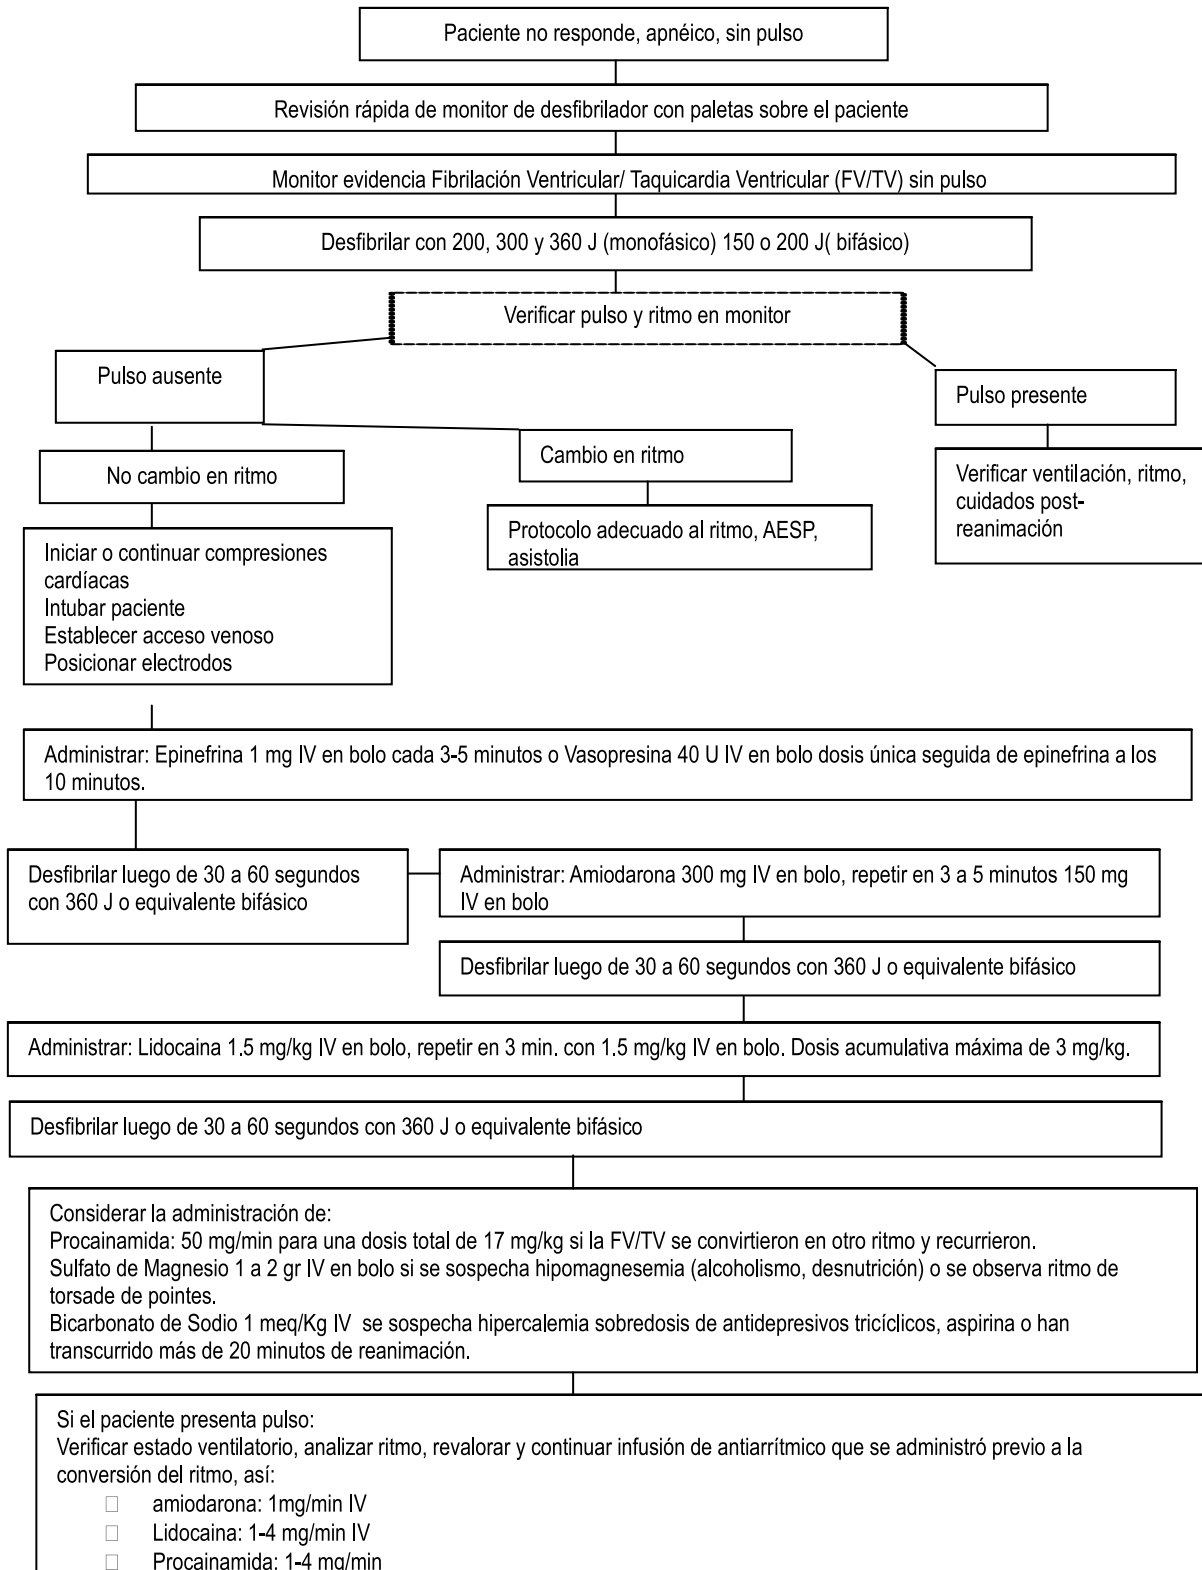 Paciente no responde, apnéico, sin pulso
Revisión rápida de monitor de desfibrilador con paletas sobre el paciente
Monitor evidencia Fibrilación Ventricular/ Taquicardia Ventricular (FV/TV) sin pulso
Desfibrilar con 200, 300 y 360 J (monofásico) 150 o 200 J( bifásico)
Verificar pulso y ritmo en monitor
Pulso ausente
Pulso presente
No cambio en ritmo
Cambio en ritmo
Verificar ventilación, ritmo,
cuidados post-
reanimación
Protocolo adecuado al ritmo, AESP,
asistolia
Iniciar o continuar compresiones
cardíacas
Intubar paciente
Establecer acceso venoso
Posicionar electrodos
Administrar: Epinefrina 1 mg IV en bolo cada 3-5 minutos o Vasopresina 40 U IV en bolo dosis única seguida de epinefrina a los
10 minutos.
Desfibrilar luego de 30 a 60 segundos
con 360 J o equivalente bifásico
Administrar: Amiodarona 300 mg IV en bolo, repetir en 3 a 5 minutos 150 mg
IV en bolo
Desfibrilar luego de 30 a 60 segundos con 360 J o equivalente bifásico
Administrar: Lidocaina 1.5 mg/kg IV en bolo, repetir en 3 min. con 1.5 mg/kg IV en bolo. Dosis acumulativa máxima de 3 mg/kg.
Desfibrilar luego de 30 a 60 segundos con 360 J o equivalente bifásico
Considerar la administración de:
Procainamida: 50 mg/min para una dosis total de 17 mg/kg si la FV/TV se convirtieron en otro ritmo y recurrieron.
Sulfato de Magnesio 1 a 2 gr IV en bolo si se sospecha hipomagnesemia (alcoholismo, desnutrición) o se observa ritmo de
torsade de pointes.
Bicarbonato de Sodio 1 meq/Kg IV se sospecha hipercalemia sobredosis de antidepresivos tricíclicos, aspirina o han
transcurrido más de 20 minutos de reanimación.
Si el paciente presenta pulso:
Verificar estado ventilatorio, analizar ritmo, revalorar y continuar infusión de antiarrítmico que se administró previo a la
conversión del ritmo, así:
amiodarona: 1mg/min IV
Lidocaina: 1-4 mg/min IV
Procainamida: 1-4 mg/min